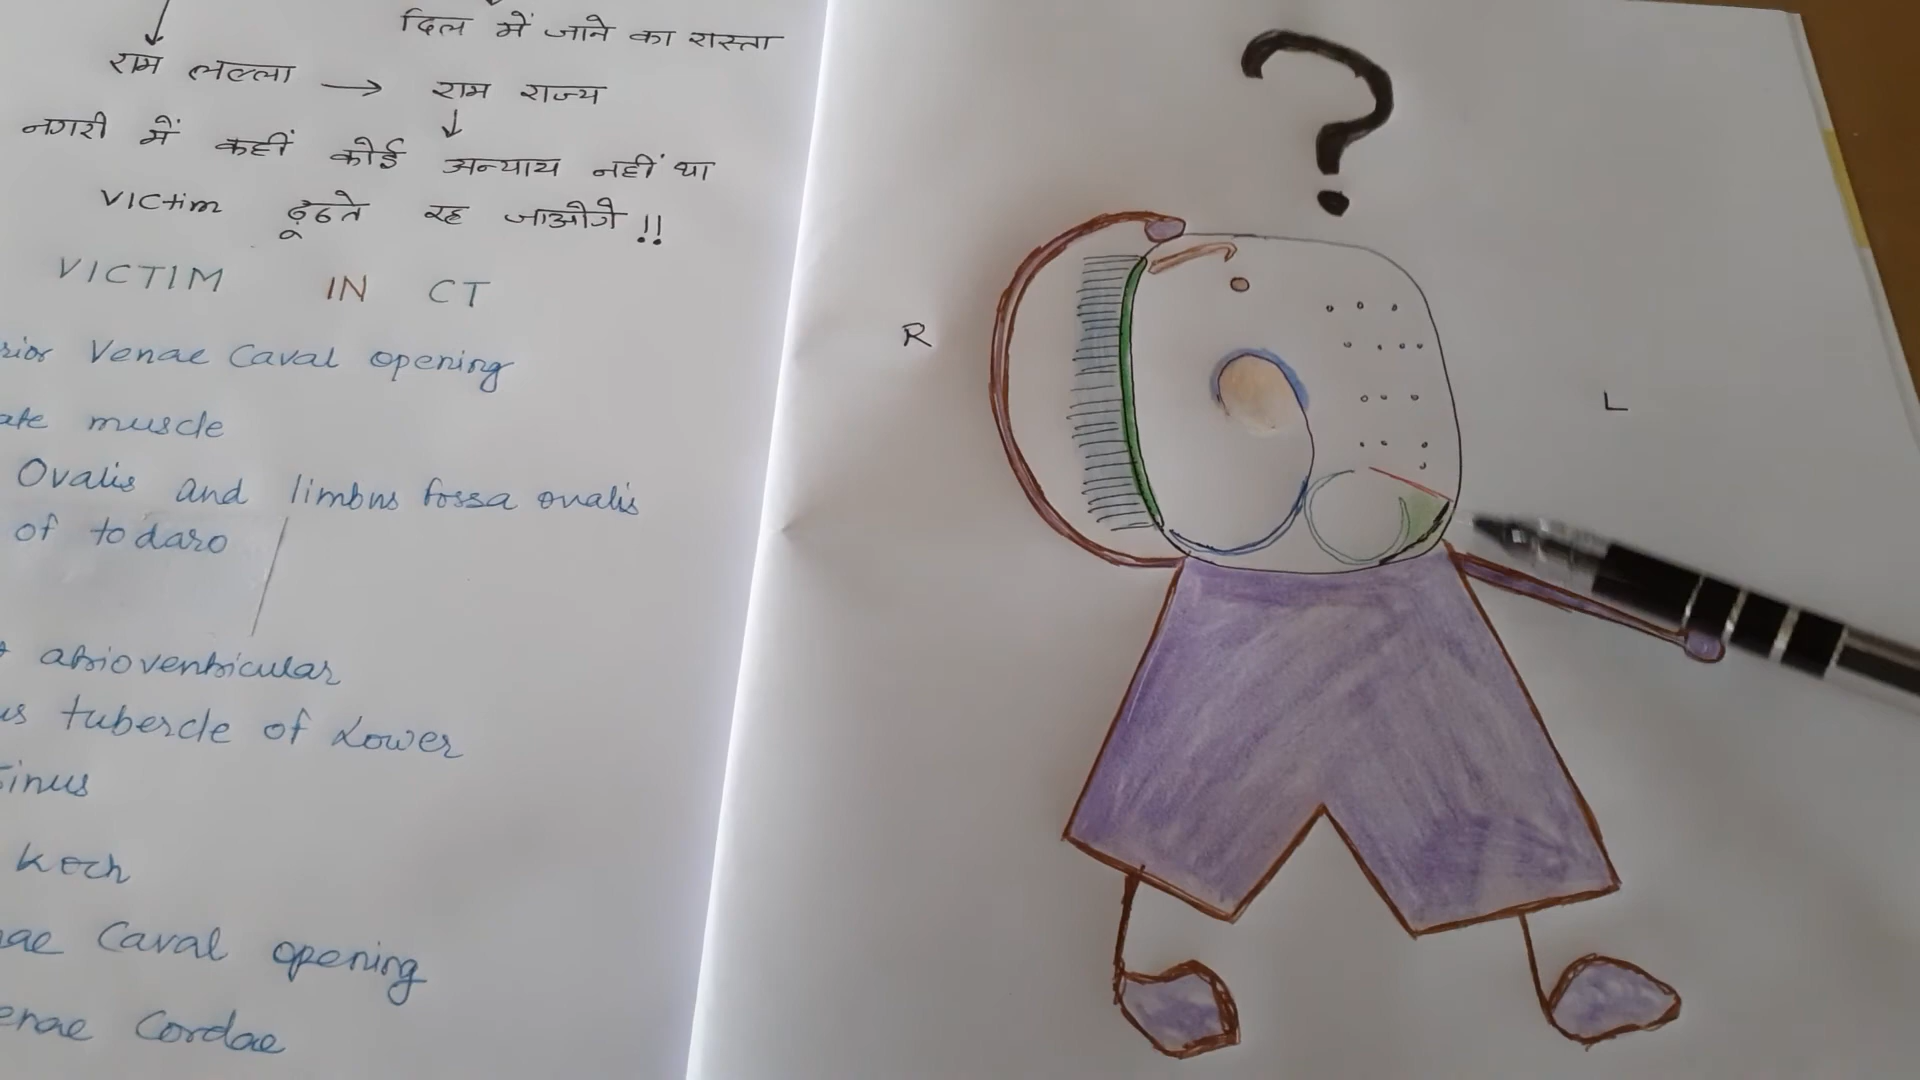 दिल में जाने का रास्ता
राम लल्ला → राम राज्य
नगरी में कहीं कोई अन्याय नहीं था
VICtim ढूढते रह जाओगे !!
VICTIM IN CT
Venae Caval opening
muscle
Ovalis and limbus fossa ovalis
of todaro
atrioventricular
tubercle of Lower
Koch
Caval opening
Cordae
?
R
L